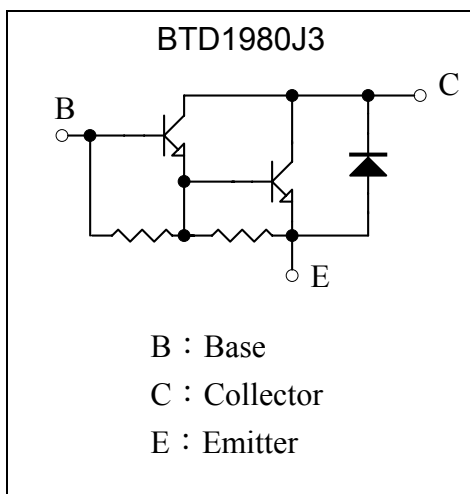 BTD1980J3
C
B
E
B：Base
C：Collector
E：Emitter